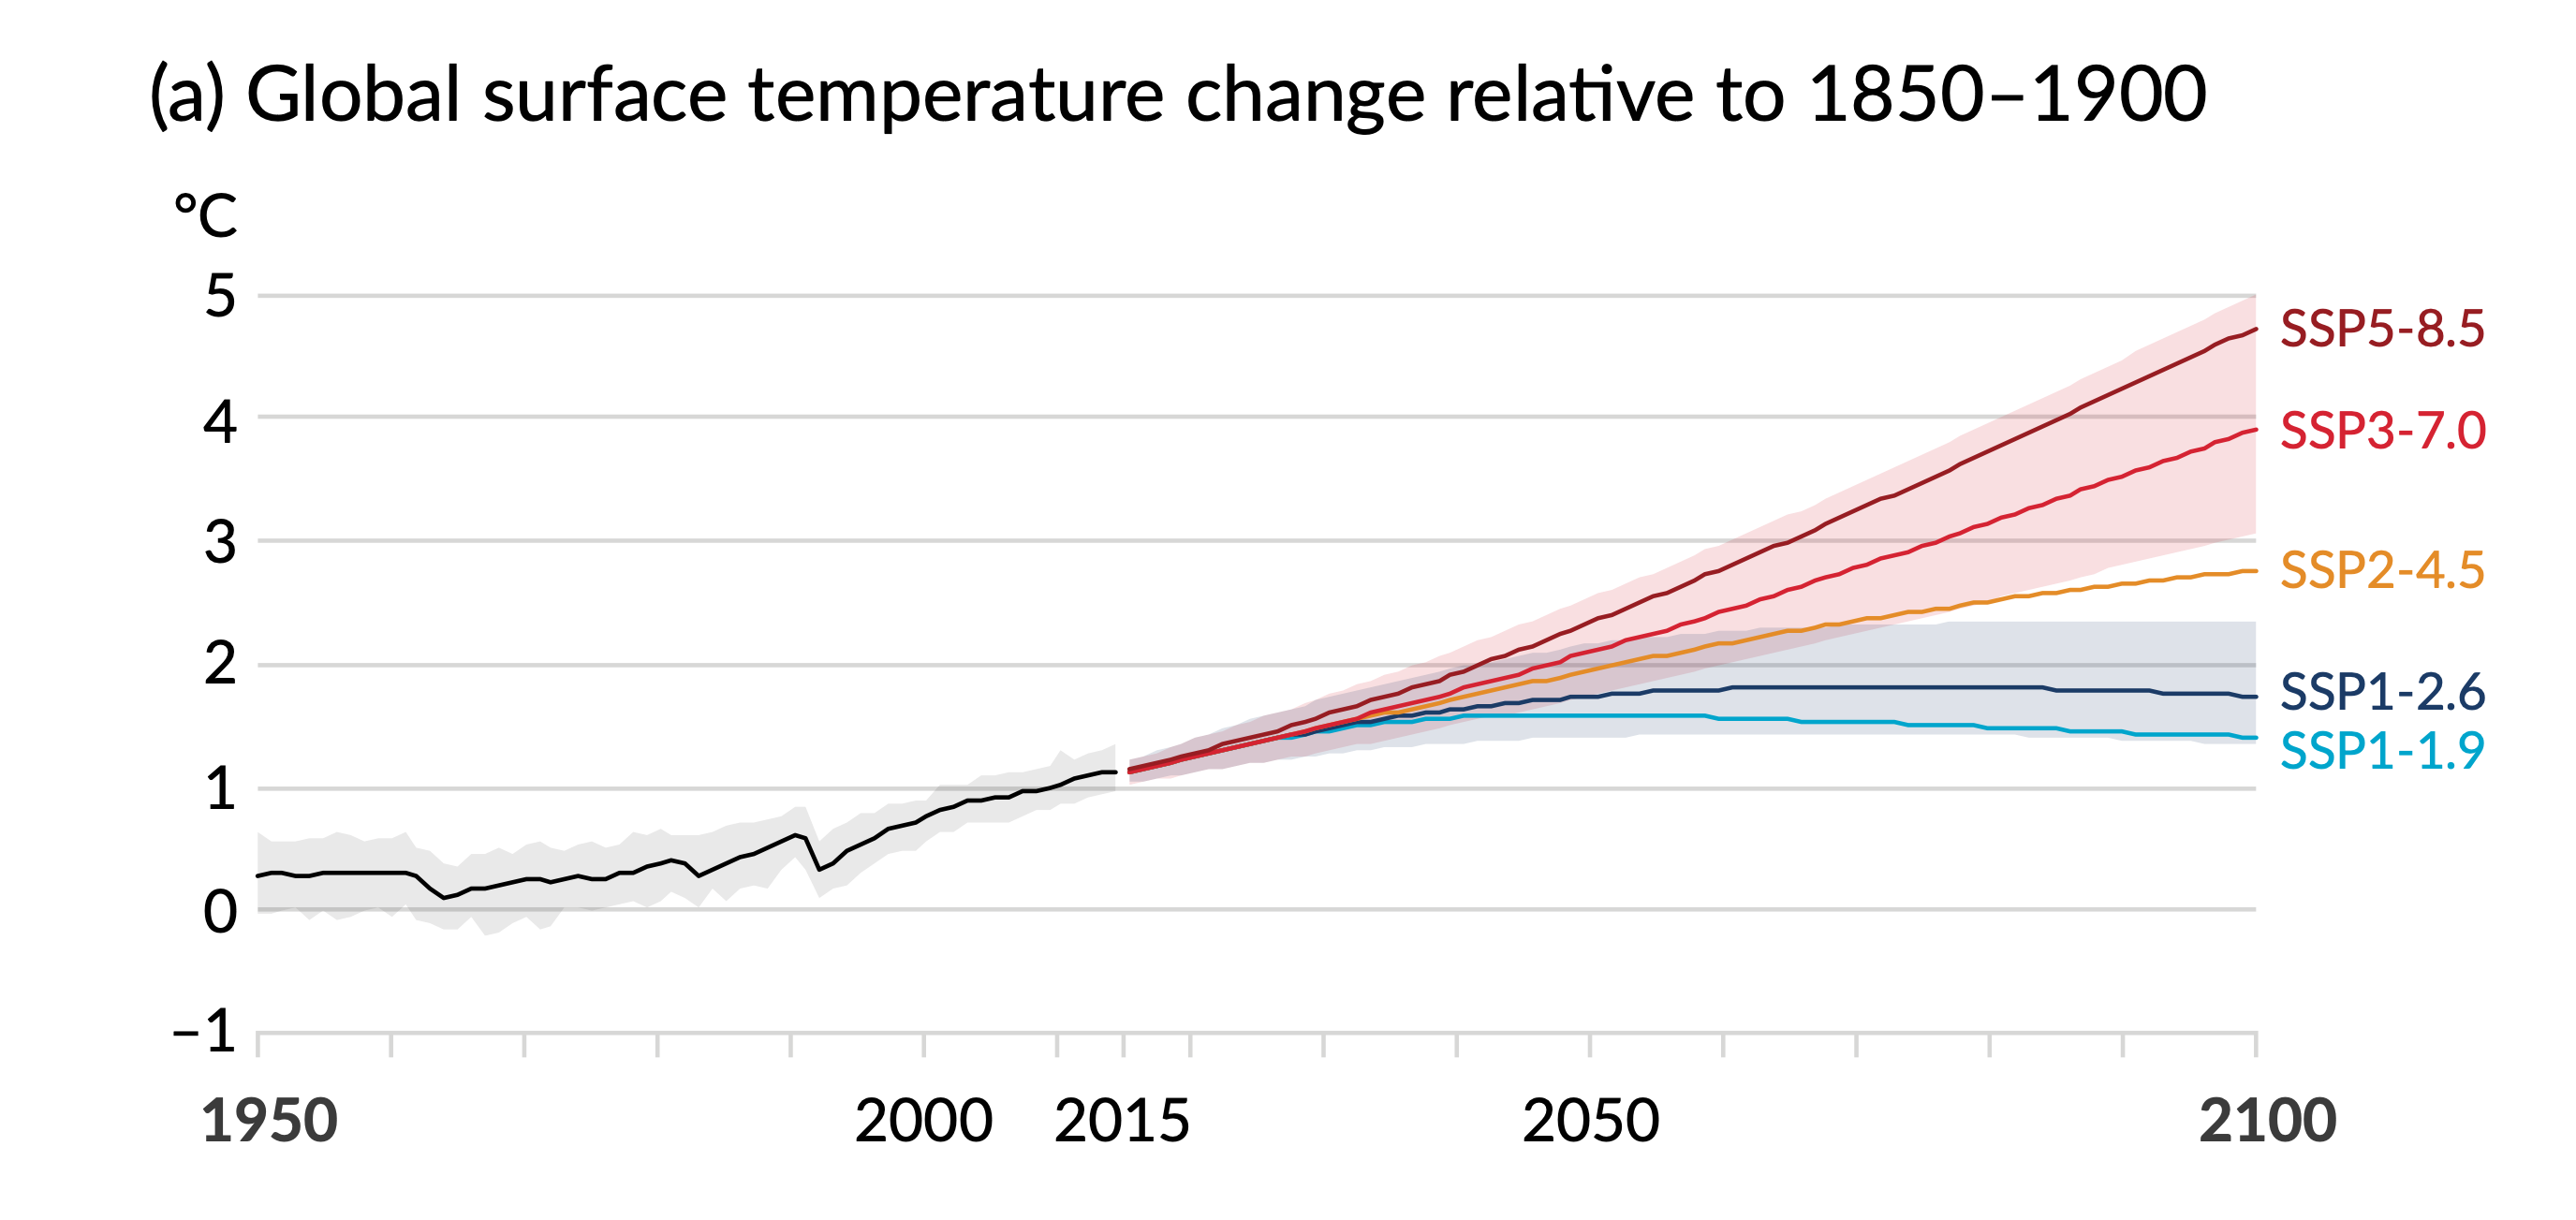 (a) Global surface temperature change relative to 1850–1900
°C
5
SSP5-8.5
4
SSP3-7.0
3
SSP2-4.5
2
SSP1-2.6
SSP1-1.9
1
0
−1
1950 2000 2015 2050 2100